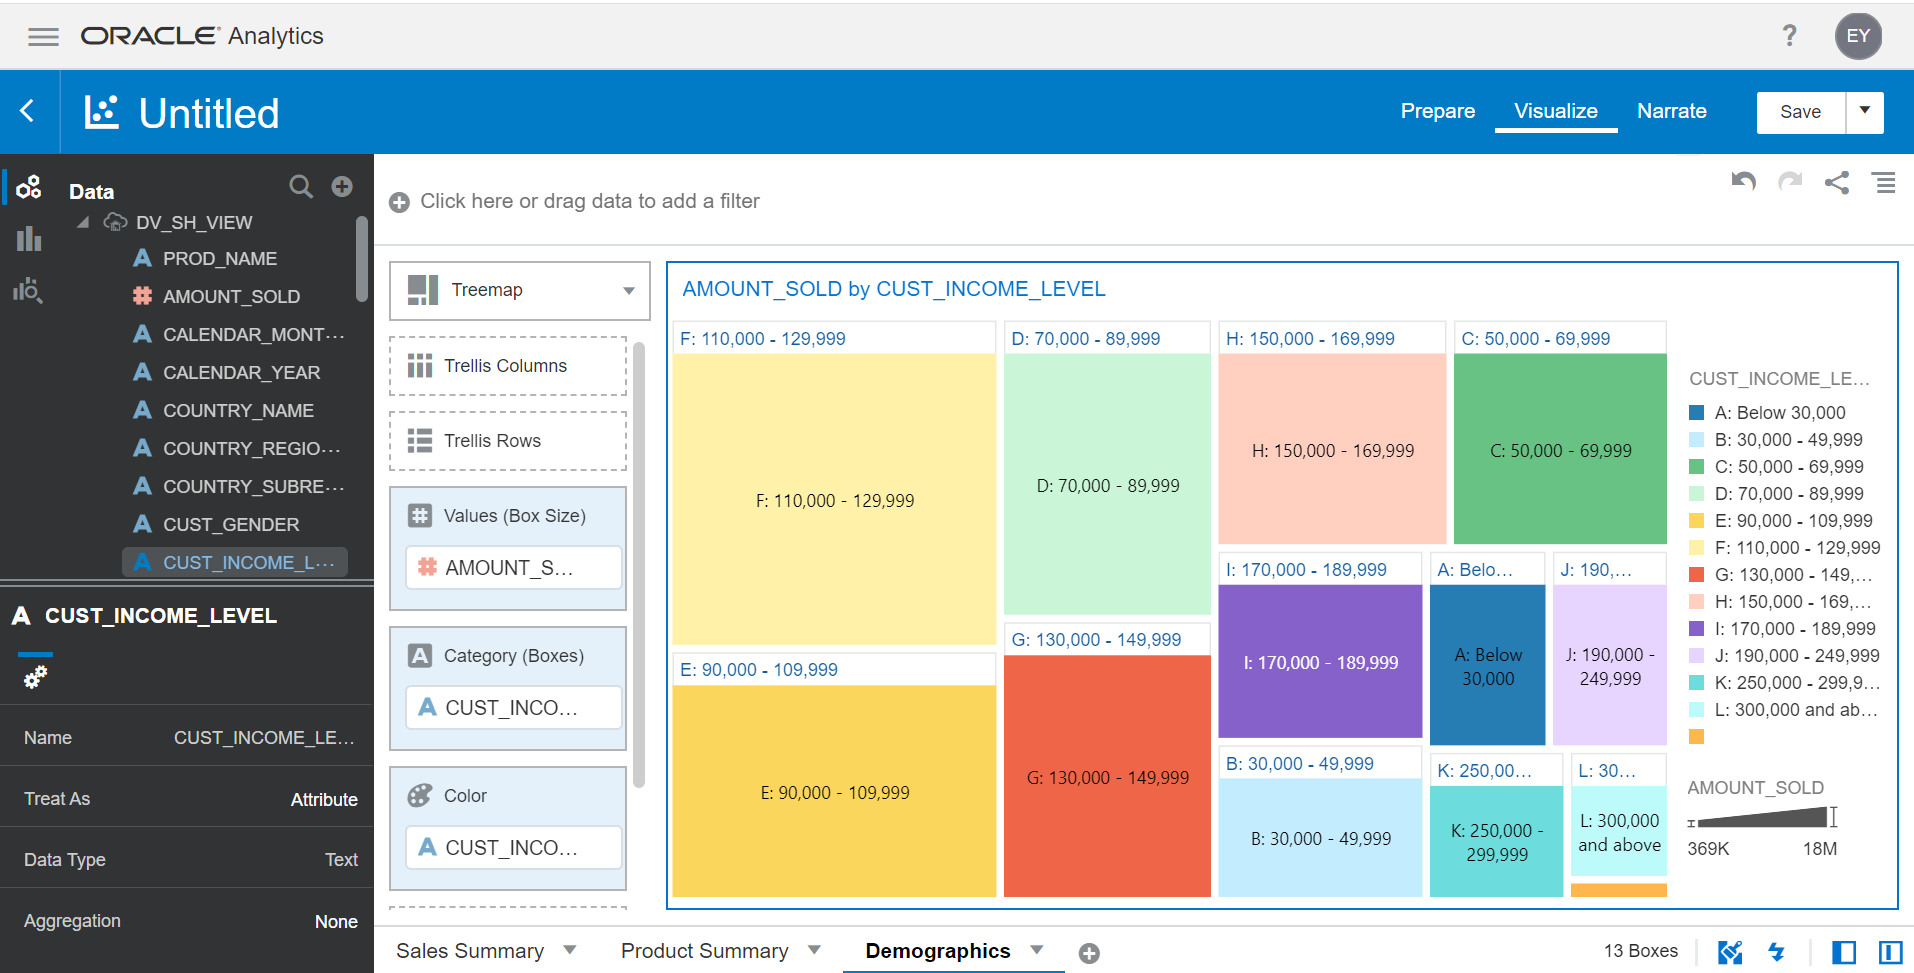 ORACLE Analytics
?
EY
Untitled
Prepare
Visualize
Narrate
Save
Data
DV_SH_VIEW
A PROD_NAME
# AMOUNT_SOLD
A CALENDAR_MONT...
A CALENDAR_YEAR
A COUNTRY_NAME
A COUNTRY_REGIO...
A COUNTRY_SUBRE...
A CUST_GENDER
A CUST_INCOME_L...
A CUST_INCOME_LEVEL
Name CUST_INCOME_LE...
Treat As Attribute
Data Type Text
Aggregation None
Click here or drag data to add a filter
Treemap
Trellis Columns
Trellis Rows
# Values (Box Size)
# AMOUNT_S...
A Category (Boxes)
A CUST_INCO...
Color
A CUST_INCO...
AMOUNT_SOLD by CUST_INCOME_LEVEL
F: 110,000 - 129,999
F: 110,000 - 129,999
E: 90,000 - 109,999
E: 90,000 - 109,999
D: 70,000 - 89,999
D: 70,000 - 89,999
G: 130,000 - 149,999
G: 130,000 - 149,999
H: 150,000 - 169,999
H: 150,000 - 169,999
C: 50,000 - 69,999
C: 50,000 - 69,999
I: 170,000 - 189,999
I: 170,000 - 189,999
B: 30,000 - 49,999
B: 30,000 - 49,999
A: Belo...
A: Below
30,000
J: 190,...
J: 190,000 -
249,999
K: 250,00...
K: 250,000 -
299,999
L: 30...
L: 300,000
and above
CUST_INCOME_LE...
A: Below 30,000
B: 30,000 - 49,999
C: 50,000 - 69,999
D: 70,000 - 89,999
E: 90,000 - 109,999
F: 110,000 - 129,999
G: 130,000 - 149,...
H: 150,000 - 169,...
I: 170,000 - 189,999
J: 190,000 - 249,999
K: 250,000 - 299,9...
L: 300,000 and ab...
AMOUNT_SOLD
369K 18M
Sales Summary
Product Summary
Demographics
13 Boxes